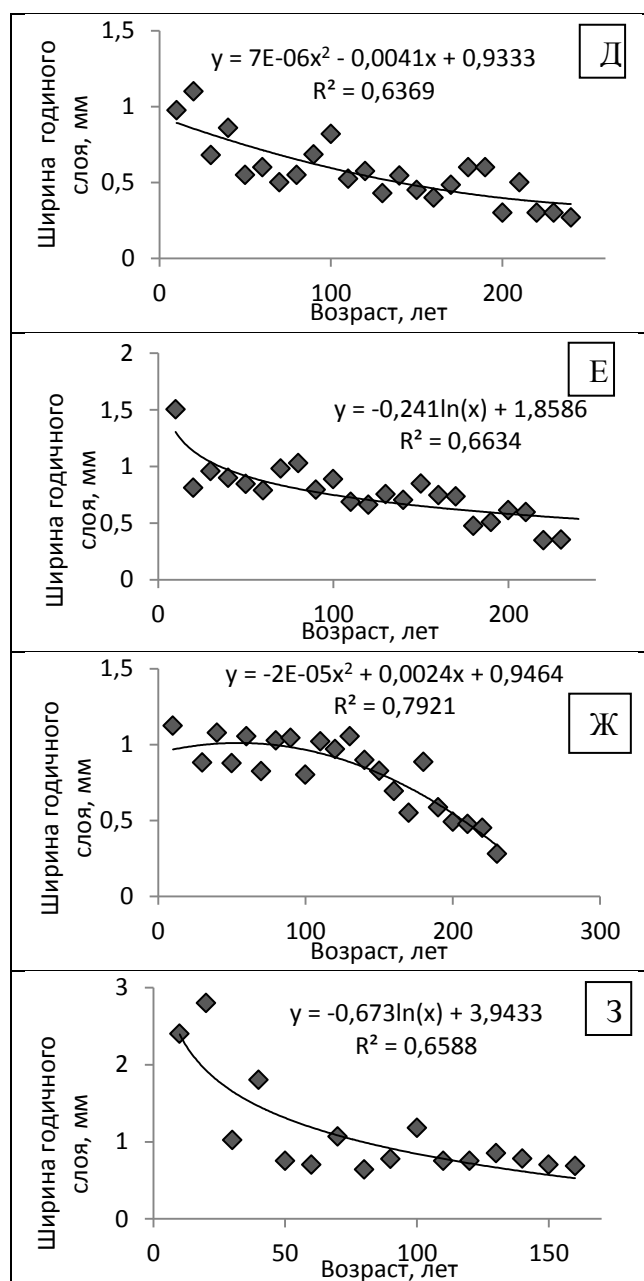 Д
y = 7E-06x² - 0,0041x + 0,9333
R² = 0,6369
Ширина годиного
слоя, мм
1,5
1
0,5
0
0 100 200
Возраст, лет
Е
y = -0,241ln(x) + 1,8586
R² = 0,6634
Ширина годичного
слоя, мм
2
1,5
1
0,5
0
0 100 200
Возраст, лет
Ж
y = -2E-05x² + 0,0024x + 0,9464
R² = 0,7921
Ширина годичного
слоя, мм
1,5
1
0,5
0
0 100 200 300
Возраст, лет
З
y = -0,673ln(x) + 3,9433
R² = 0,6588
Ширина годичного
слоя, мм
3
2
1
0
0 50 100 150
Возраст, лет